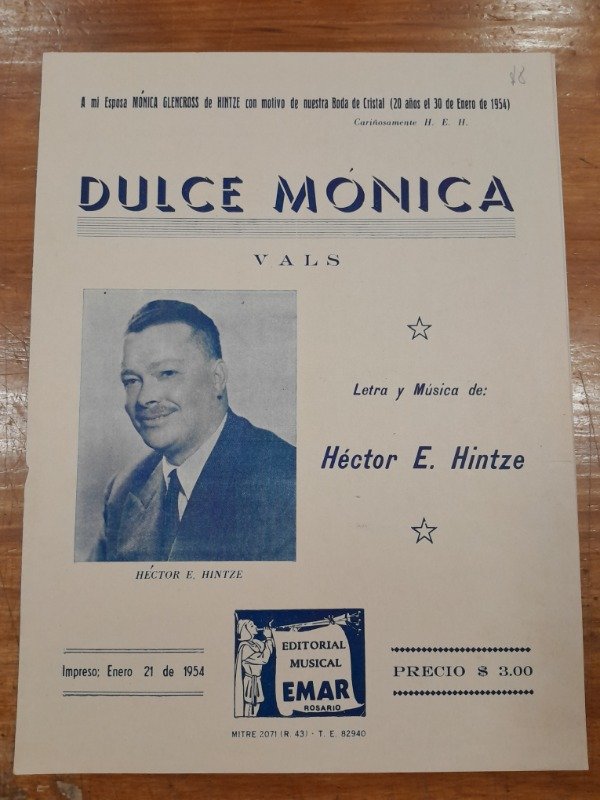 $8
A mi Esposa MÓNICA GLENCROSS de HINTZE con motivo de nuestra Boda de Cristal (20 años el 30 de Enero de 1954)
Cariñosamente H. E. H.
DULCE MÓNICA
VALS
Letra y Música de:
Héctor E. Hintze
HÉCTOR E. HINTZE
EDITORIAL
MUSICAL
EMAR
ROSARIO
Impreso; Enero 21 de 1954
PRECIO $ 3.00
MITRE 2071 (R. 43) - T. E. 82940